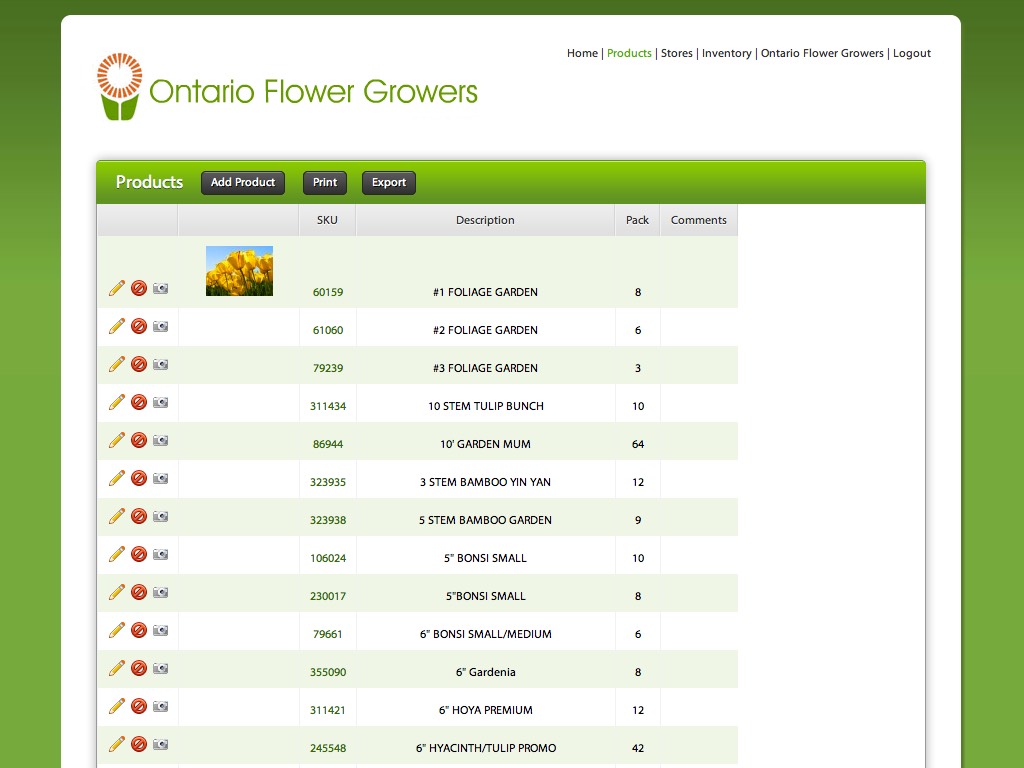 Home | Products | Stores | Inventory | Ontario Flower Growers | Logout
Ontario Flower Growers
Products Add Product Print Export
SKU Description Pack Comments
60159 #1 FOLIAGE GARDEN 8
61060 #2 FOLIAGE GARDEN 6
79239 #3 FOLIAGE GARDEN 3
311434 10 STEM TULIP BUNCH 10
86944 10' GARDEN MUM 64
323935 3 STEM BAMBOO YIN YAN 12
323938 5 STEM BAMBOO GARDEN 9
106024 5" BONSI SMALL 10
230017 5"BONSI SMALL 8
79661 6" BONSI SMALL/MEDIUM 6
355090 6" Gardenia 8
311421 6" HOYA PREMIUM 12
245548 6" HYACINTH/TULIP PROMO 42